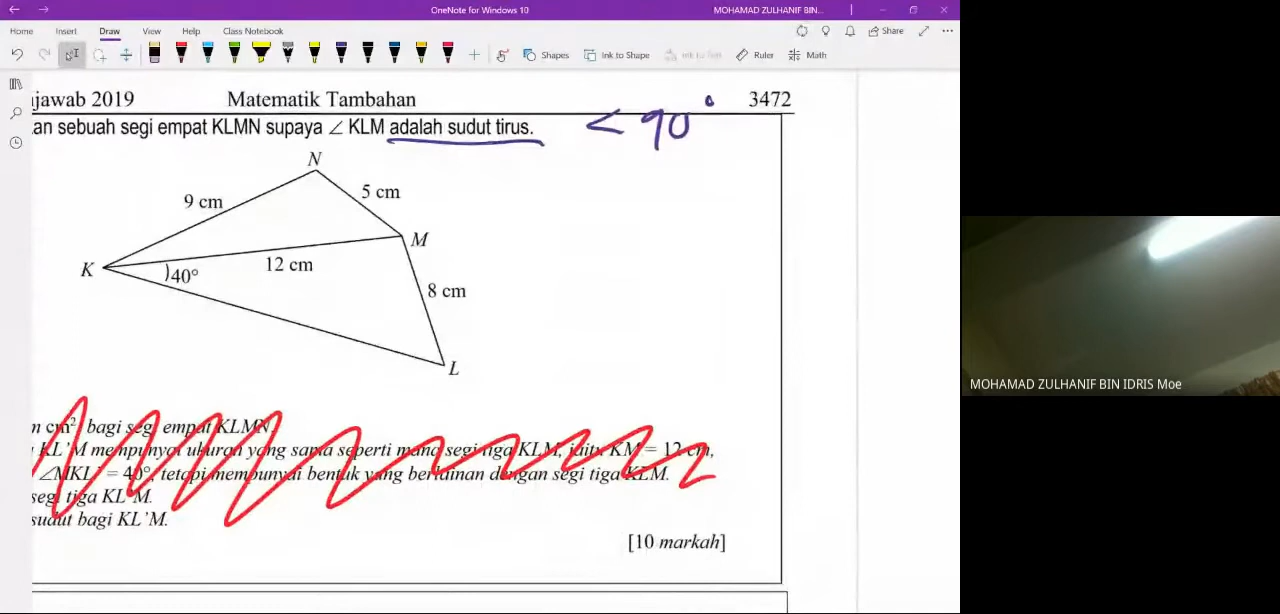 OneNote for Windows 10
MOHAMAD ZULHANIF BIN...
Home Insert Draw View Help Class Notebook
Share
Shapes Ink to Shape Ink to Text Ruler Math
jawab 2019 Matematik Tambahan 3472
an sebuah segi empat KLMN supaya ∠ KLM adalah sudut tirus. < 90°
N
9 cm
5 cm
M
K
40°
12 cm
8 cm
L
m cm², bagi segi empat KLMN.
KL'M mempunyai ukuran yang sama seperti mana segi tiga KLM, iaitu KM = 12 cm,
∠MKL' = 40°, tetapi mempunyai bentuk yang berlainan dengan segi tiga KLM.
segi tiga KL'M.
sudut bagi KL'M.
[10 markah]
MOHAMAD ZULHANIF BIN IDRIS Moe